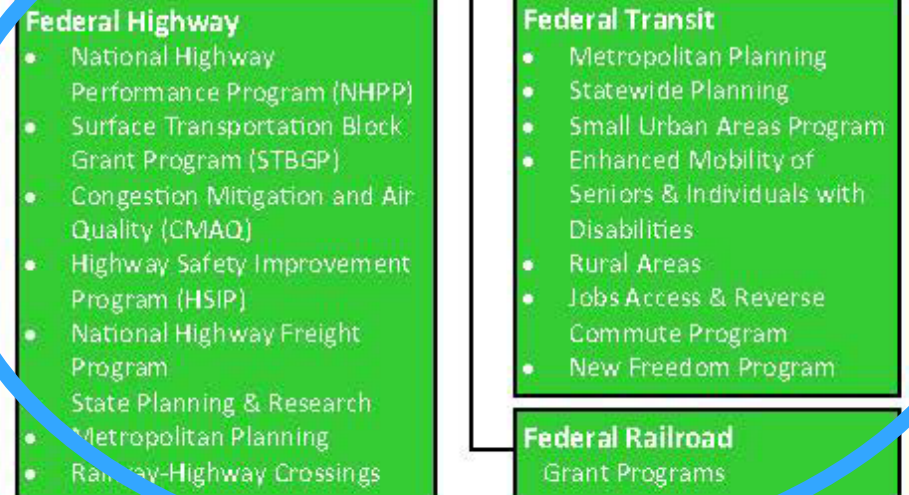 Federal Highway
• National Highway
Performance Program (NHPP)
• Surface Transportation Block
Grant Program (STBGP)
• Congestion Mitigation and Air
Quality (CMAQ)
• Highway Safety Improvement
Program (HSIP)
• National Highway Freight
Program
State Planning & Research
• Metropolitan Planning
• Railway-Highway Crossings
Federal Transit
• Metropolitan Planning
• Statewide Planning
• Small Urban Areas Program
• Enhanced Mobility of
Seniors & Individuals with
Disabilities
• Rural Areas
• Jobs Access & Reverse
Commute Program
• New Freedom Program
Federal Railroad
Grant Programs